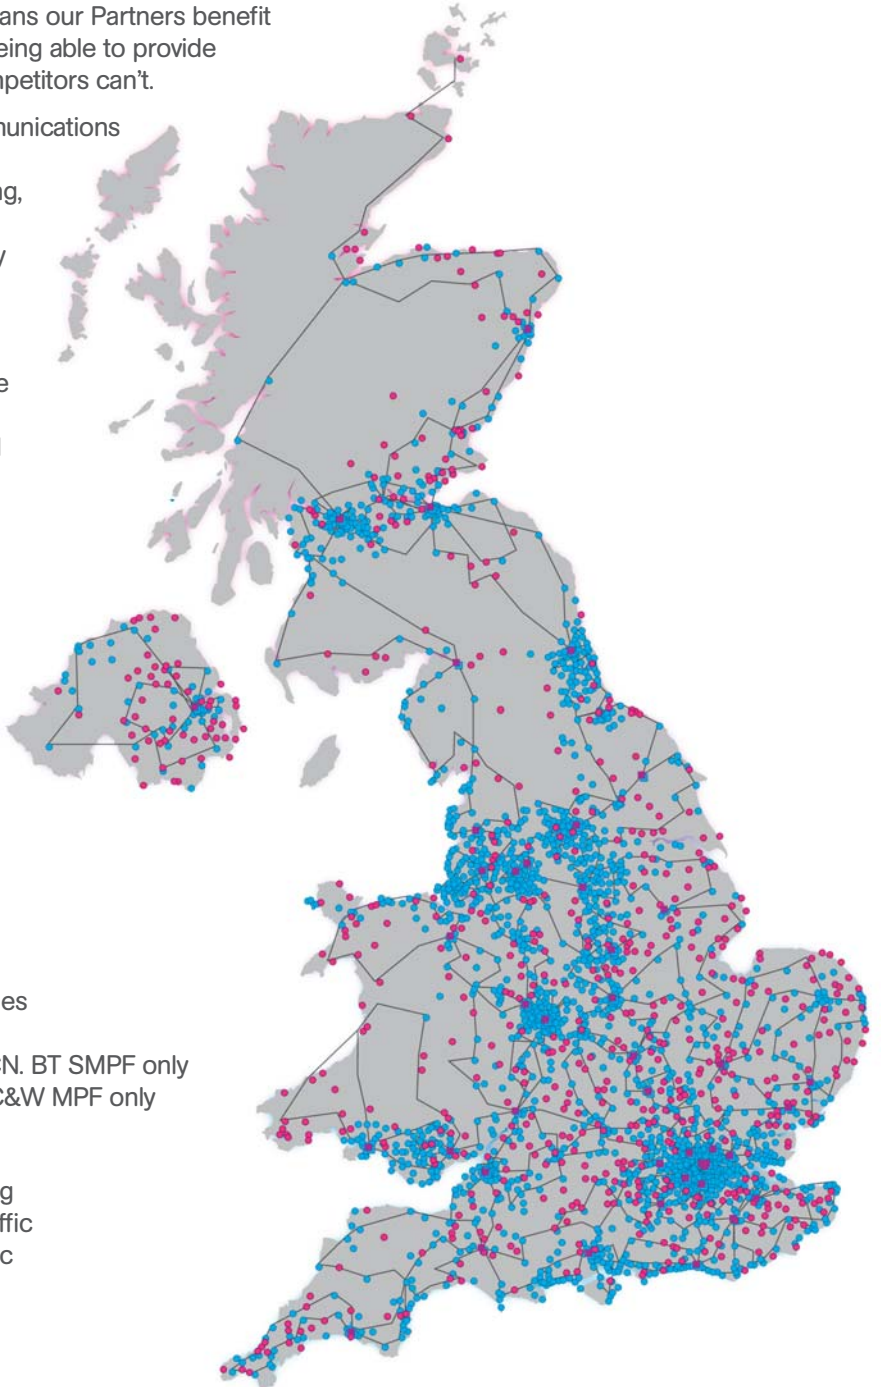 ans our Partners benefit
eing able to provide
mpetitors can't.
munications
ng,
y
e
es
CN. BT SMPF only
C&W MPF only
g
ffic
c